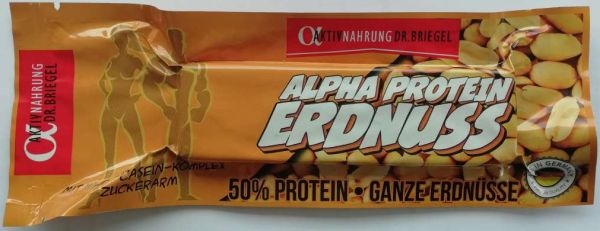 α AKTIVNAHRUNG
DR. BRIEGEL
α AKTIVNAHRUNG DR. BRIEGEL
ALPHA PROTEIN
ERDNUSS
CASEIN-KOMPLEX
ZUCKERARM
50% PROTEIN • GANZE ERDNÜSSE
IN GERMANY